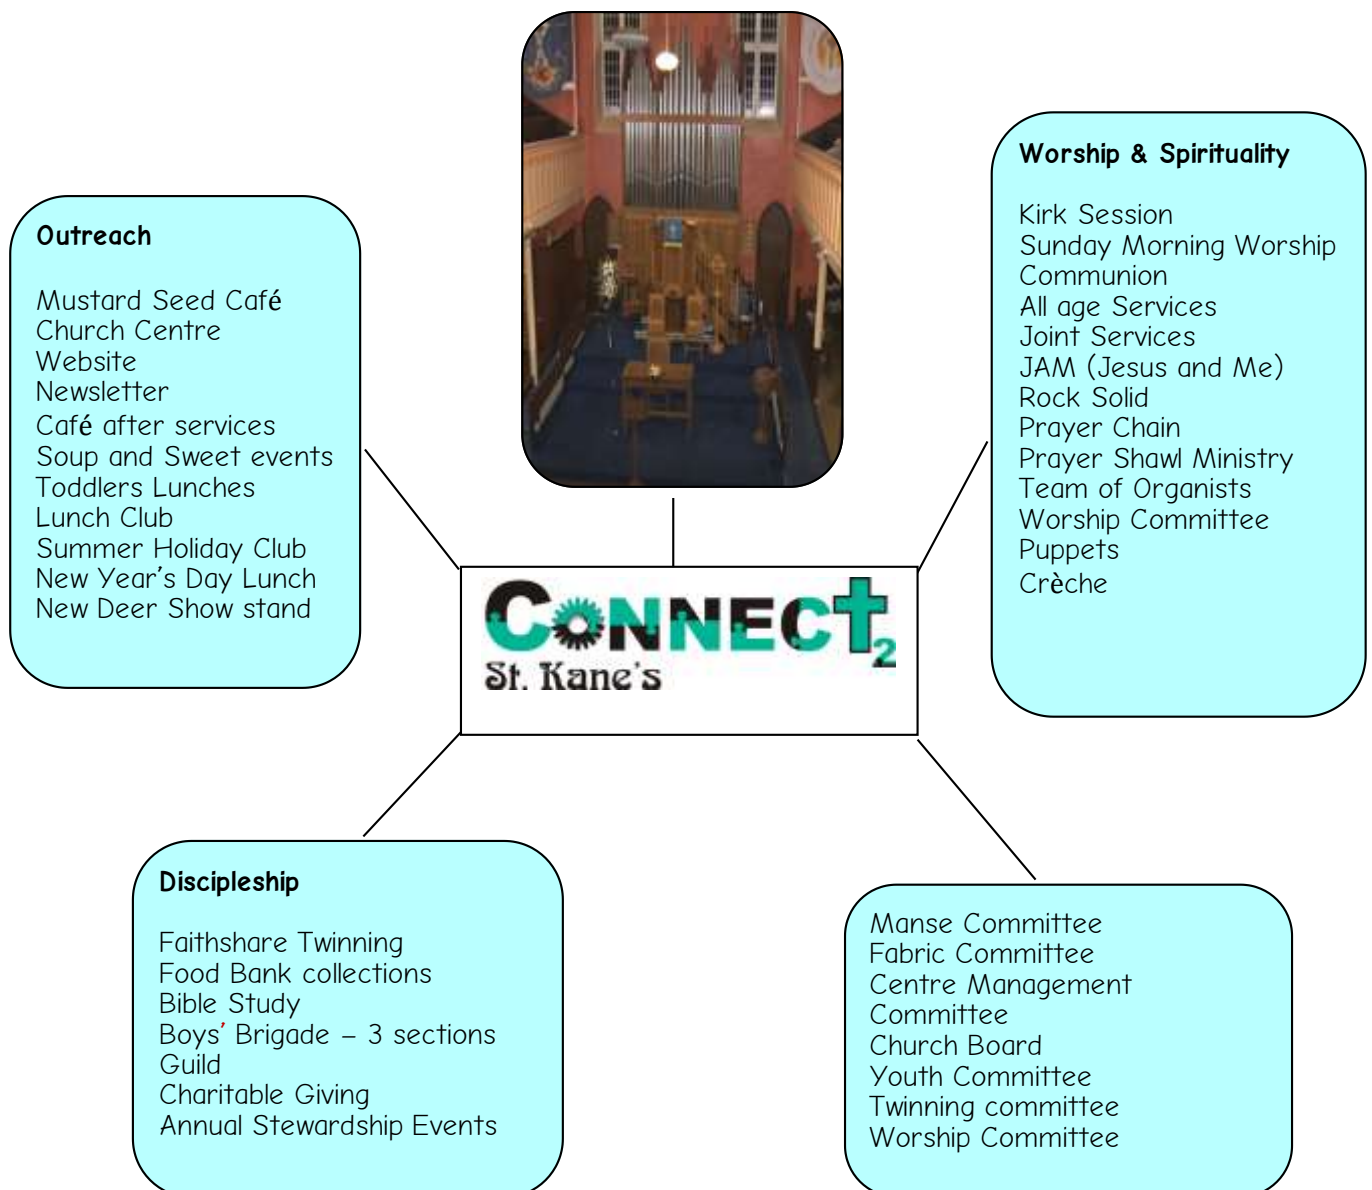 Outreach
Mustard Seed Café
Church Centre
Website
Newsletter
Café after services
Soup and Sweet events
Toddlers Lunches
Lunch Club
Summer Holiday Club
New Year's Day Lunch
New Deer Show stand
Worship & Spirituality
Kirk Session
Sunday Morning Worship
Communion
All age Services
Joint Services
JAM (Jesus and Me)
Rock Solid
Prayer Chain
Prayer Shawl Ministry
Team of Organists
Worship Committee
Puppets
Crèche
CONNECT2
St. Kane's
Discipleship
Faithshare Twinning
Food Bank collections
Bible Study
Boys' Brigade – 3 sections
Guild
Charitable Giving
Annual Stewardship Events
Manse Committee
Fabric Committee
Centre Management
Committee
Church Board
Youth Committee
Twinning committee
Worship Committee